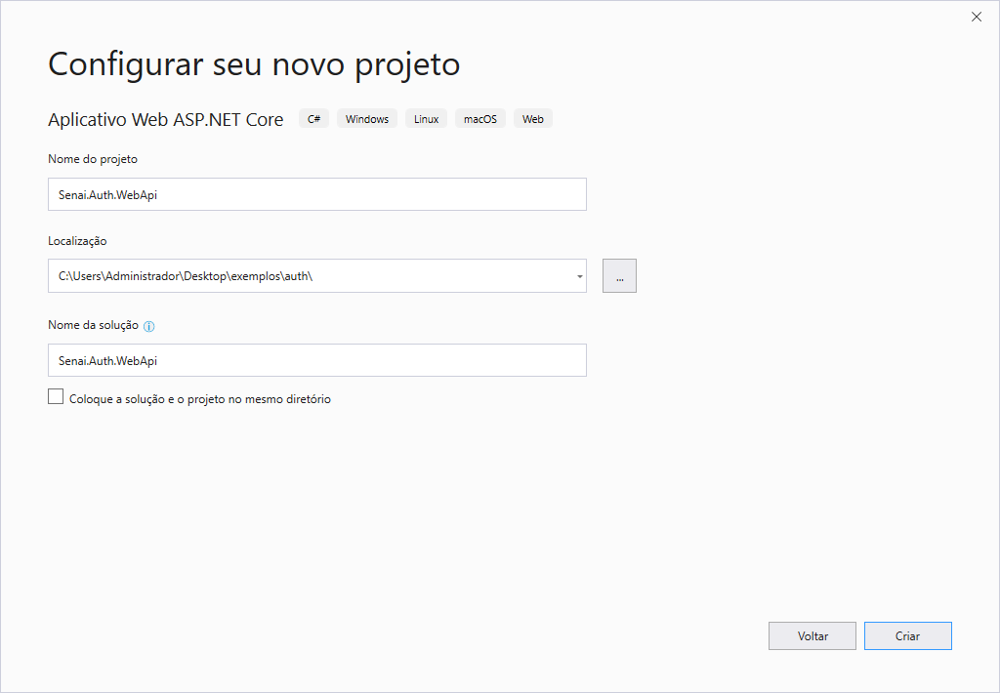 Configurar seu novo projeto
Aplicativo Web ASP.NET Core C# Windows Linux macOS Web
Nome do projeto
Senai.Auth.WebApi
Localização
C:\Users\Administrador\Desktop\exemplos\auth\
...
Nome da solução
Senai.Auth.WebApi
Coloque a solução e o projeto no mesmo diretório
Voltar Criar